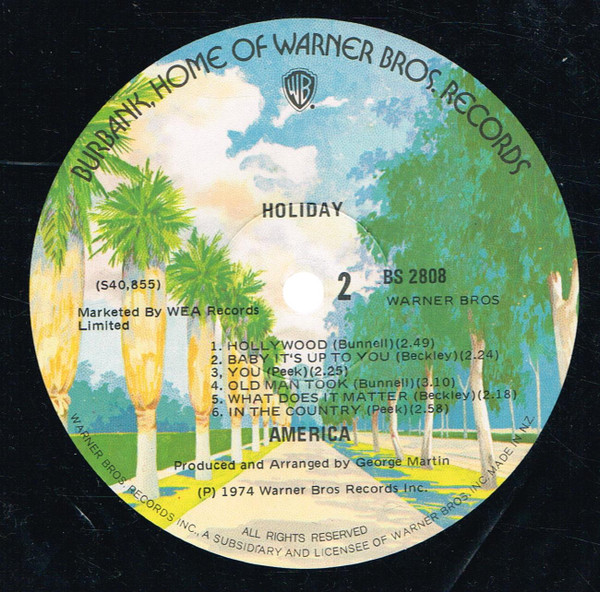 BURBANK, HOME OF WARNER BROS. RECORDS
WB
HOLIDAY
(S40,855)
2
BS 2808
WARNER BROS
Marketed By WEA Records
Limited
1. HOLLYWOOD (Bunnell)(2.49)
2. BABY IT'S UP TO YOU (Beckley)(2.24)
3, YOU (Peek)(2.25)
4. OLD MAN TOOK (Bunnell)(3.10)
5. WHAT DOES IT MATTER (Beckley)(2.18)
6. IN THE COUNTRY (Peek)(2.58)
AMERICA
Produced and Arranged by George Martin
(P) 1974 Warner Bros Records Inc.
ALL RIGHTS RESERVED
WARNER BROS. RECORDS INC., A SUBSIDIARY AND LICENSEE OF WARNER BROS. INC. MADE IN NZ